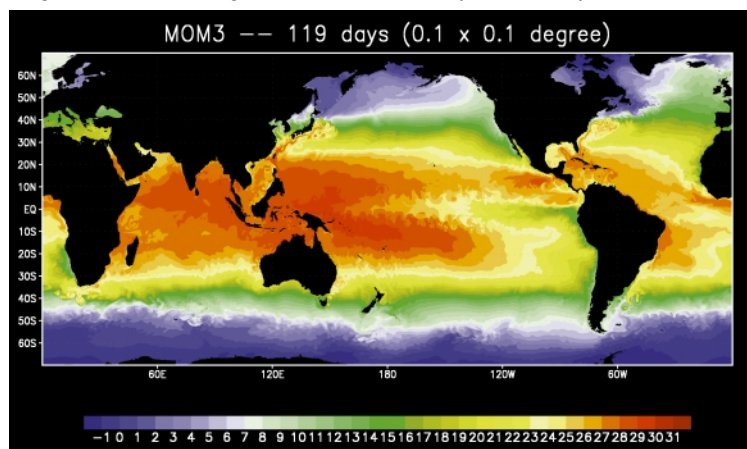 MOM3 -- 119 days (0.1 x 0.1 degree)
60N
50N
40N
30N
20N
10N
EQ
10S
20S
30S
40S
50S
60S
60E 120E 180 120W 60W
-1 0 1 2 3 4 5 6 7 8 9 10 11 12 13 14 15 16 17 18 19 20 21 22 23 24 25 26 27 28 29 30 31